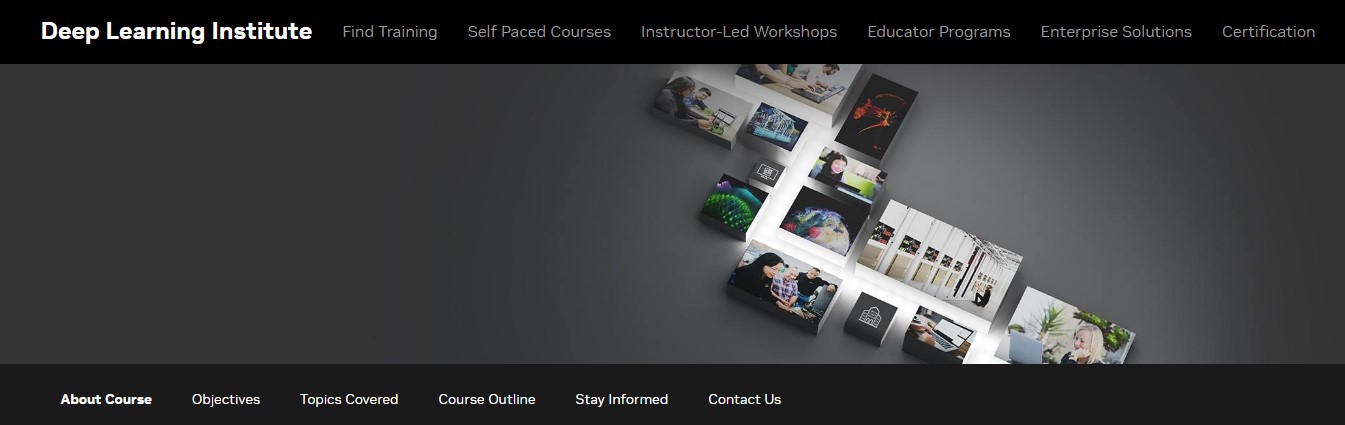 Deep Learning Institute Find Training Self Paced Courses Instructor-Led Workshops Educator Programs Enterprise Solutions Certification
About Course Objectives Topics Covered Course Outline Stay Informed Contact Us